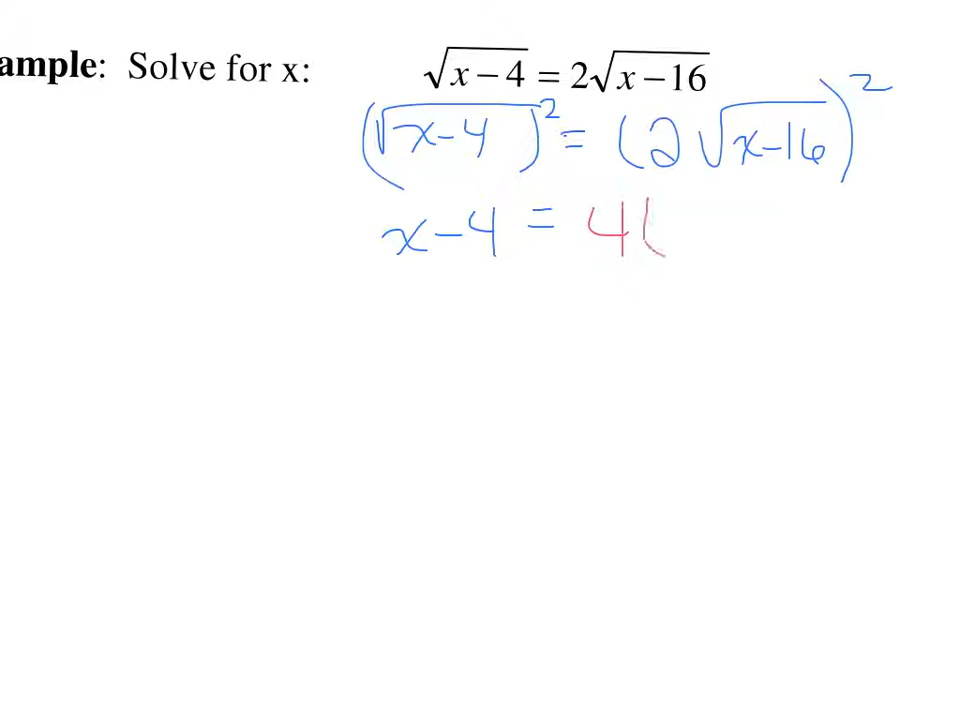 ample: Solve for x: √(x − 4) = 2√(x − 16)
(√(x − 4))² = (2√(x − 16))²
x − 4 = 4(